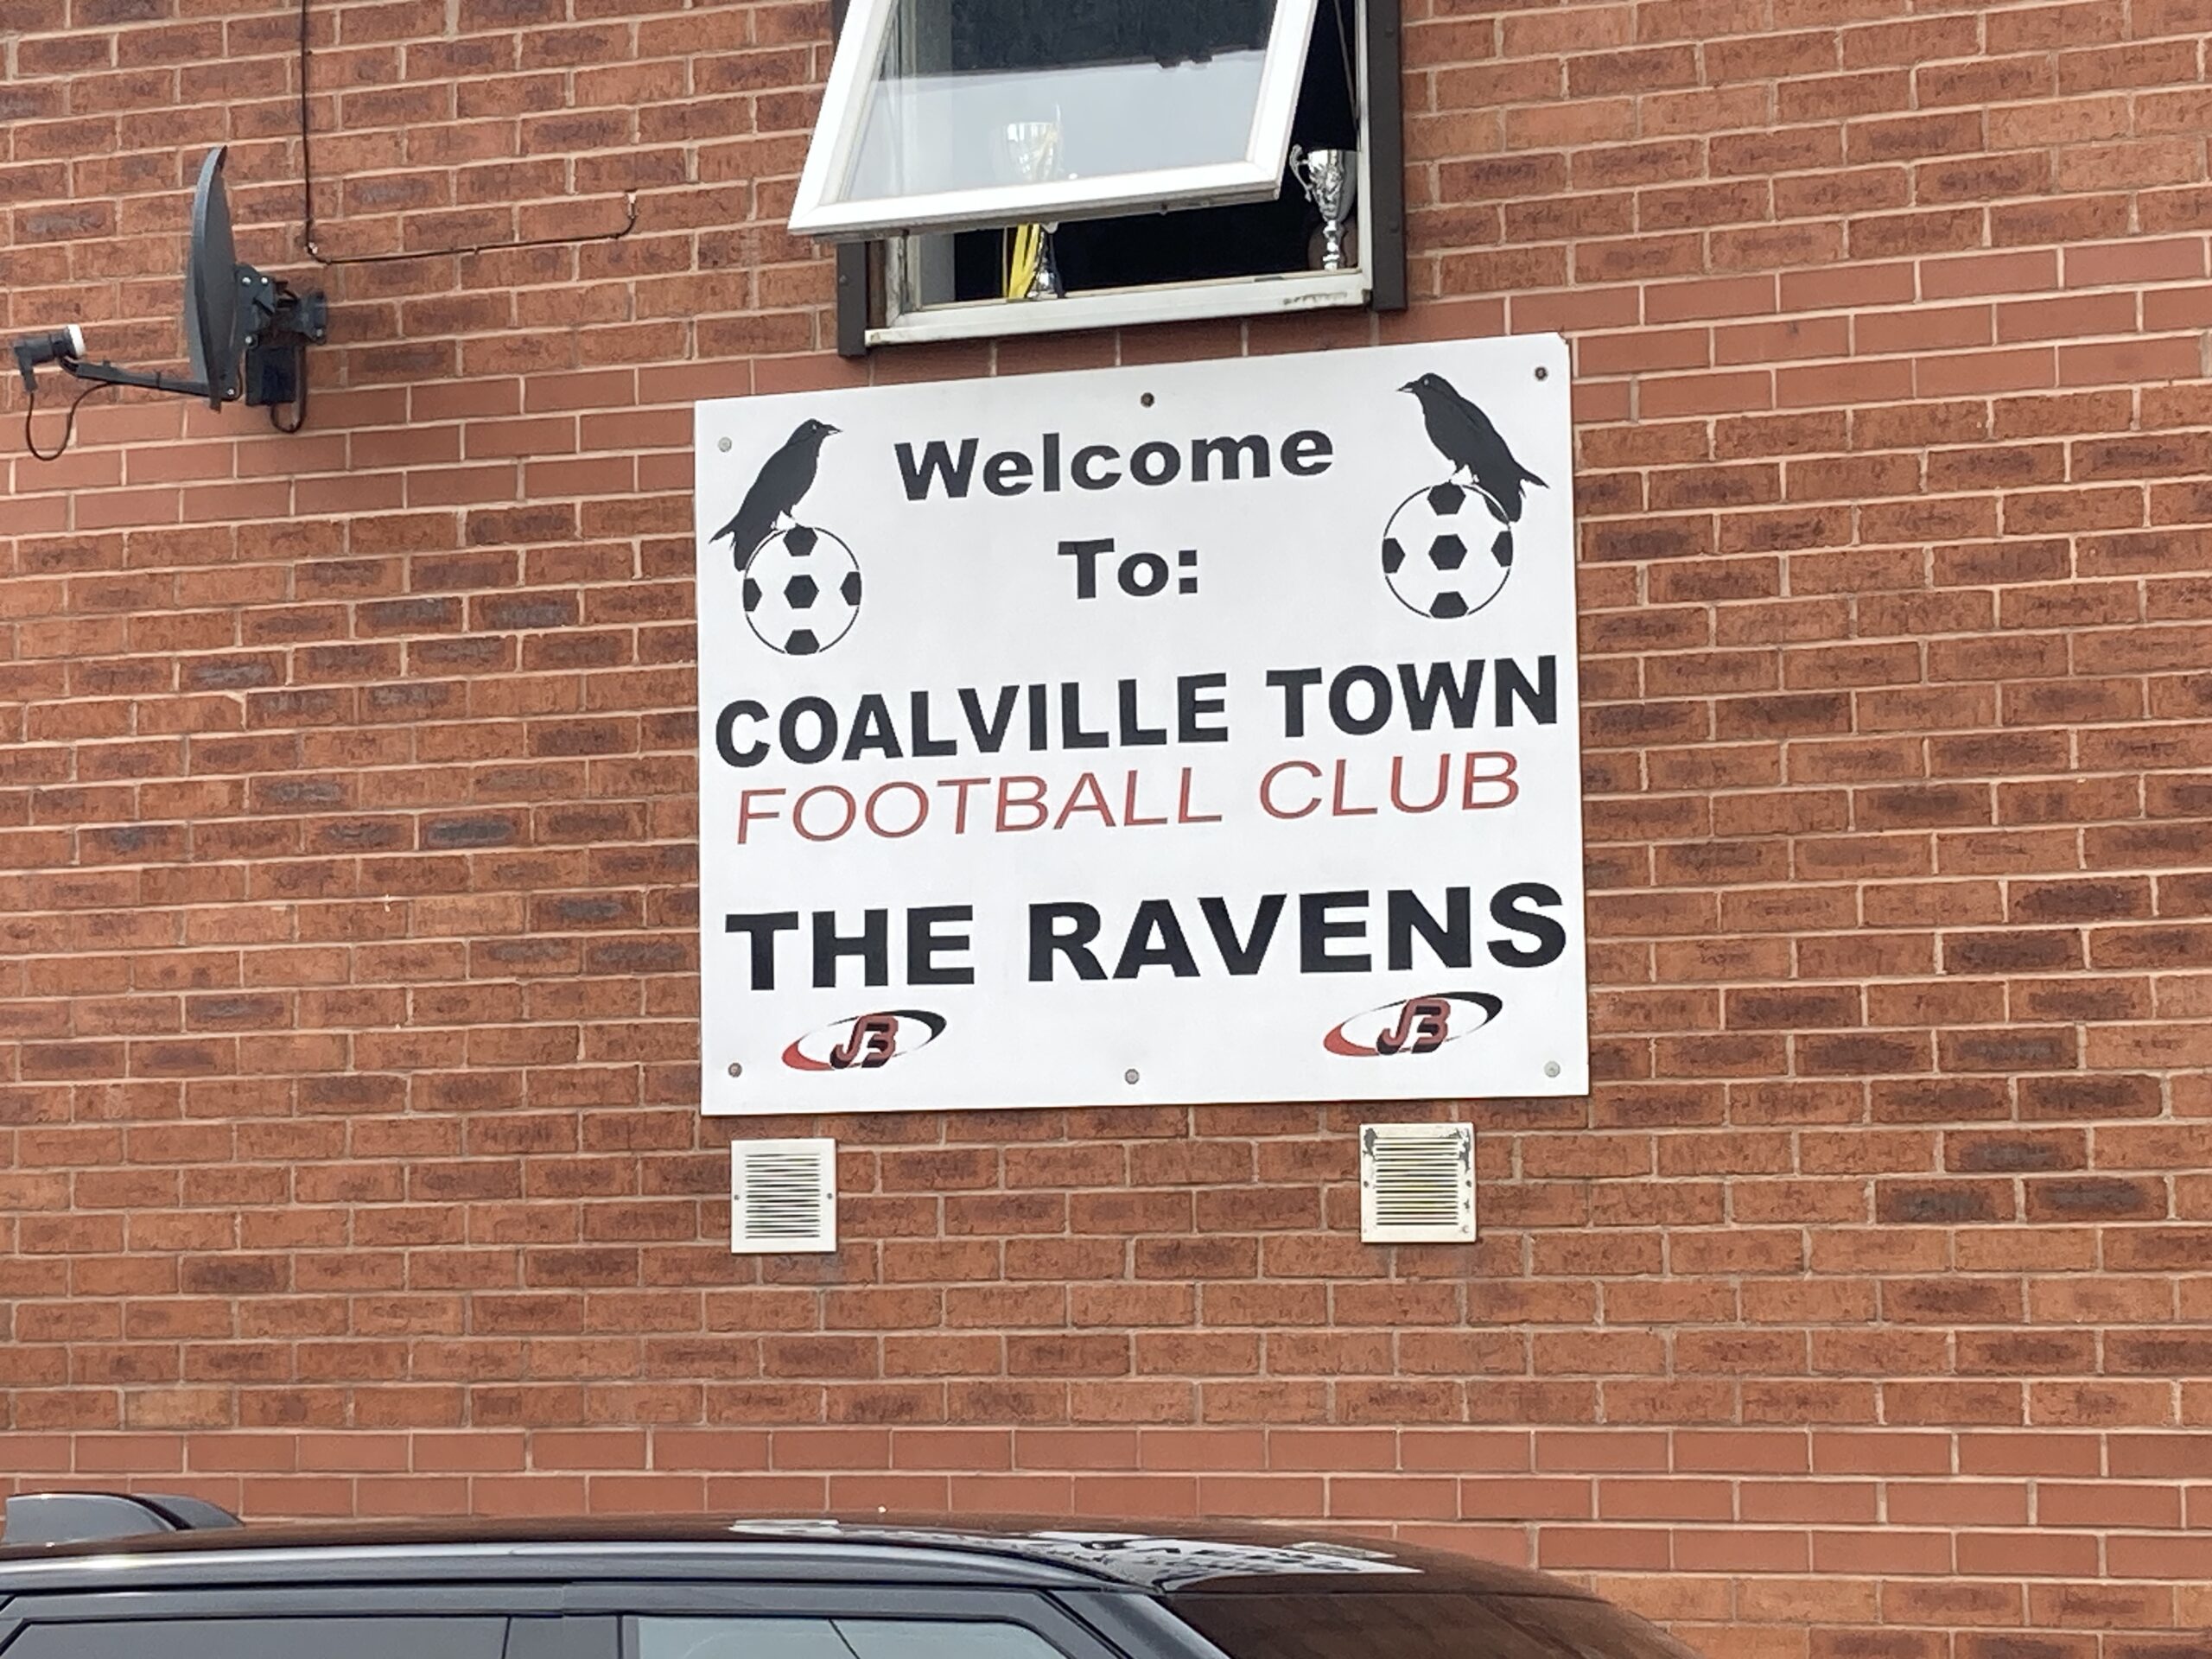 Welcome
To:
COALVILLE TOWN
FOOTBALL CLUB
THE RAVENS
JB JB